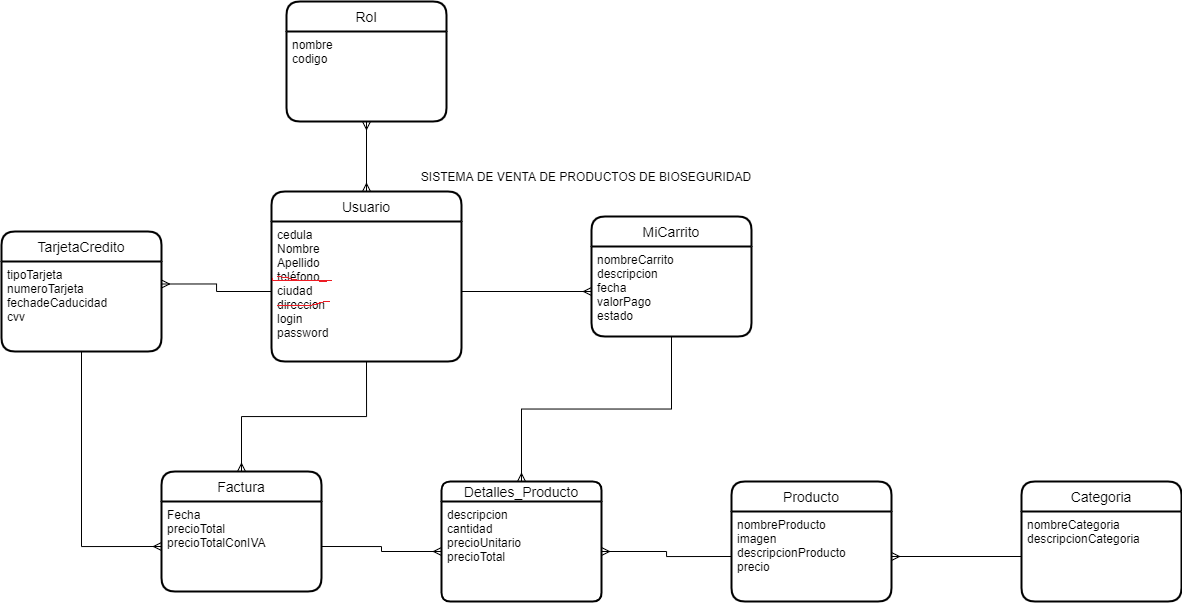 Rol
nombre
codigo
SISTEMA DE VENTA DE PRODUCTOS DE BIOSEGURIDAD
Usuario
cedula
Nombre
Apellido
teléfono
ciudad
direccion
login
password
MiCarrito
nombreCarrito
descripcion
fecha
valorPago
estado
TarjetaCredito
tipoTarjeta
numeroTarjeta
fechadeCaducidad
cvv
Factura
Fecha
precioTotal
precioTotalConIVA
Detalles_Producto
descripcion
cantidad
precioUnitario
precioTotal
Producto
nombreProducto
imagen
descripcionProducto
precio
Categoria
nombreCategoria
descripcionCategoria